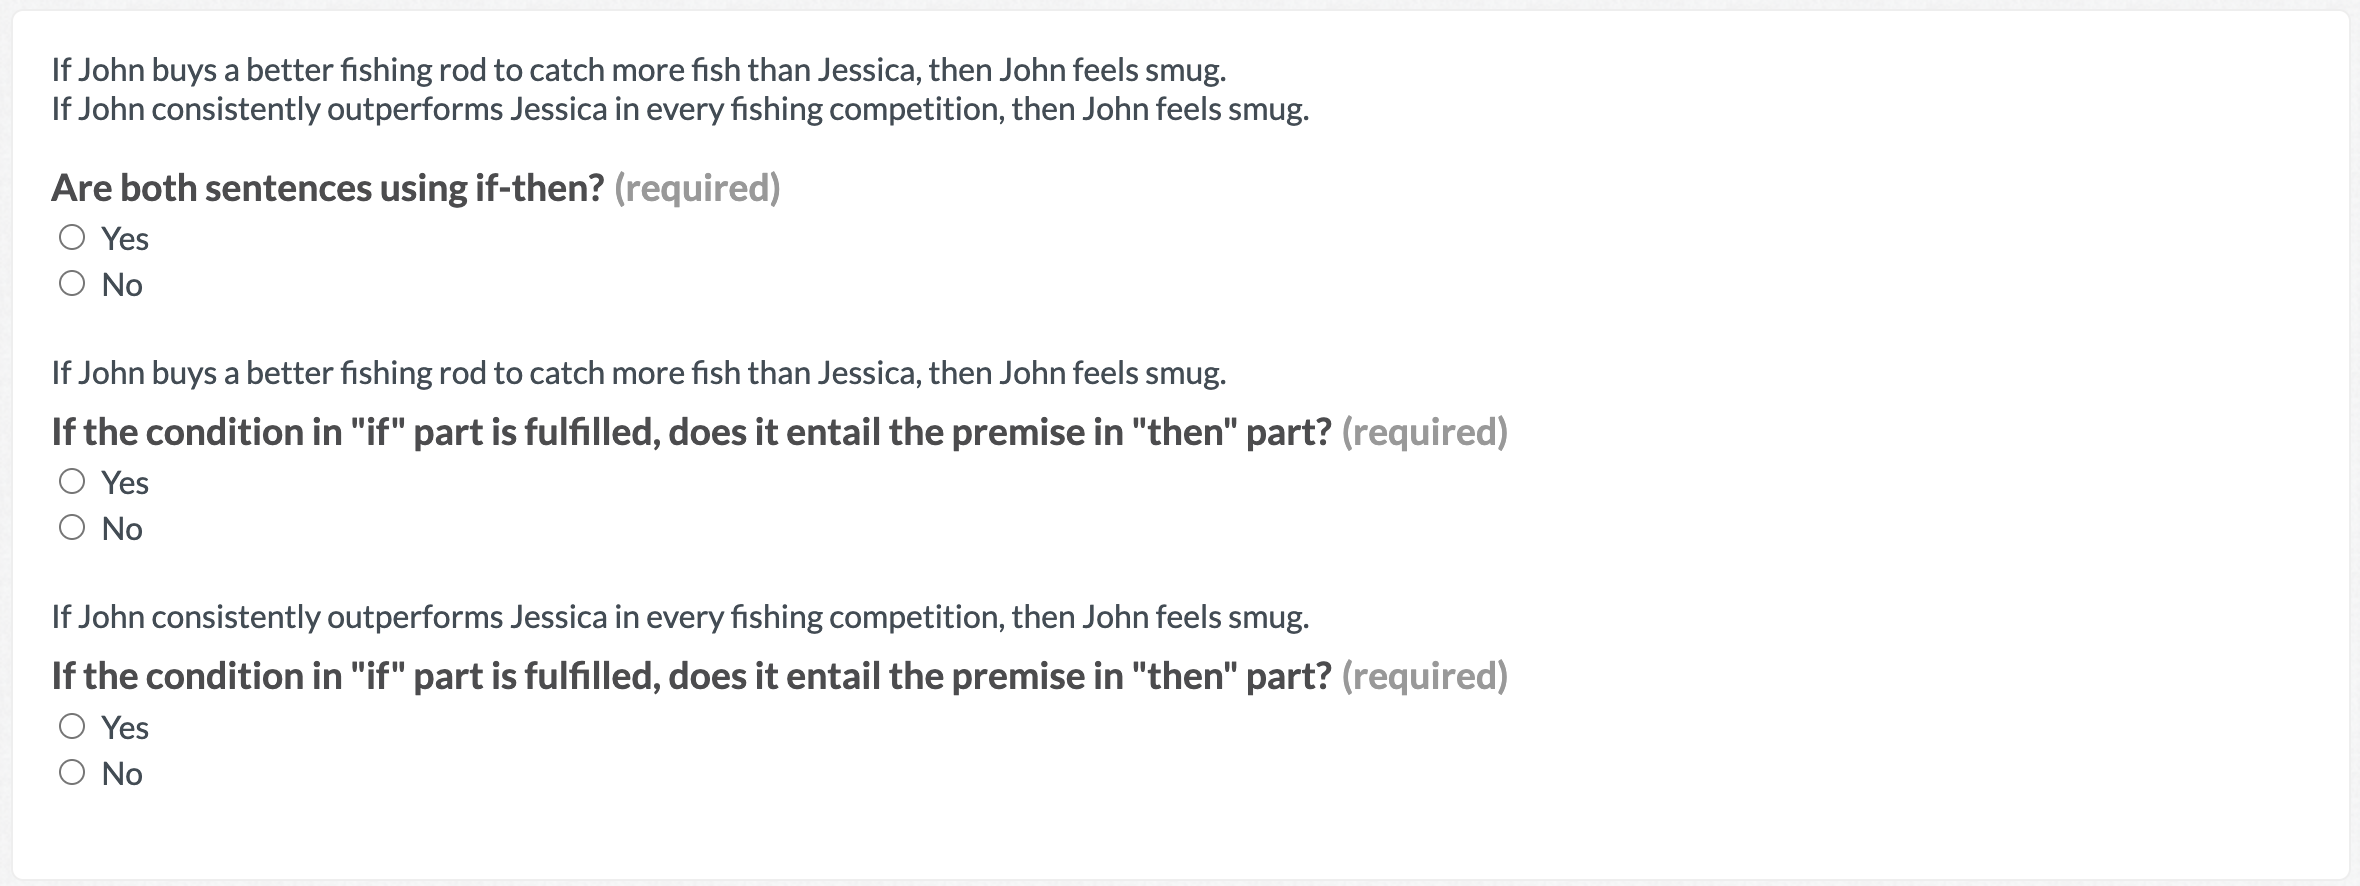 If John buys a better fishing rod to catch more fish than Jessica, then John feels smug.
If John consistently outperforms Jessica in every fishing competition, then John feels smug.
Are both sentences using if-then? (required)
Yes
No
If John buys a better fishing rod to catch more fish than Jessica, then John feels smug.
If the condition in "if" part is fulfilled, does it entail the premise in "then" part? (required)
Yes
No
If John consistently outperforms Jessica in every fishing competition, then John feels smug.
If the condition in "if" part is fulfilled, does it entail the premise in "then" part? (required)
Yes
No